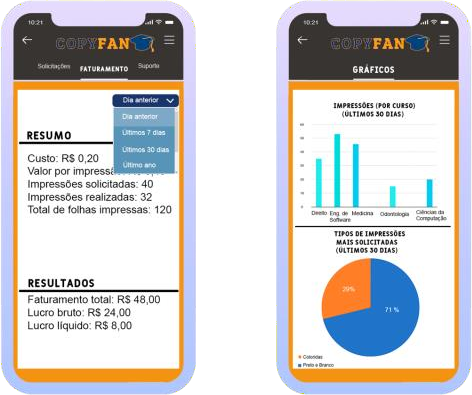 10:21
COPYFAN
Solicitações FATURAMENTO Suporte
Dia anterior
Dia anterior
Últimos 7 dias
Últimos 30 dias
Último ano
RESUMO
Custo: R$ 0,20
Valor por impressã
Impressões solicitadas: 40
Impressões realizadas: 32
Total de folhas impressas: 120
RESULTADOS
Faturamento total: R$ 48,00
Lucro bruto: R$ 24,00
Lucro líquido: R$ 8,00
10:21
COPYFAN
GRÁFICOS
IMPRESSÕES (POR CURSO)
(ÚLTIMOS 30 DIAS)
Direito Eng. de Software Medicina Odontologia Ciências da Computação
TIPOS DE IMPRESSÕES
MAIS SOLICITADAS
(ÚLTIMOS 30 DIAS)
29%
71 %
Coloridas
Preto e Branco